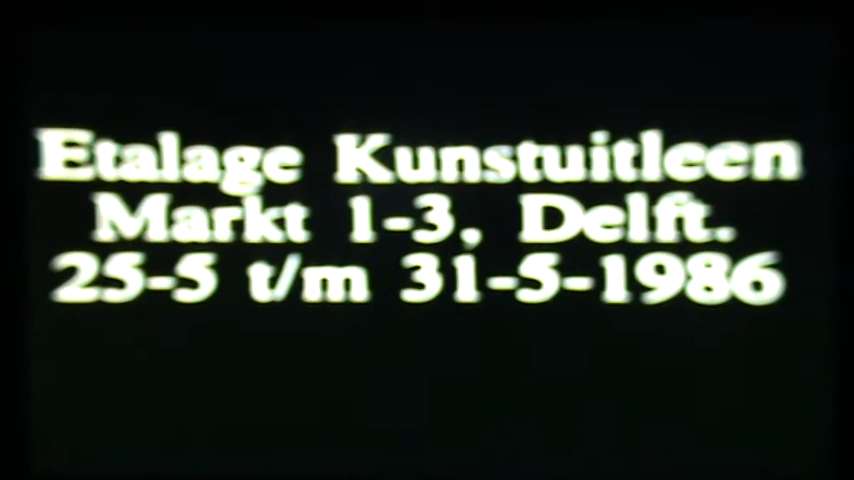 Etalage Kunstuitleen
Markt 1-3, Delft.
25-5 t/m 31-5-1986